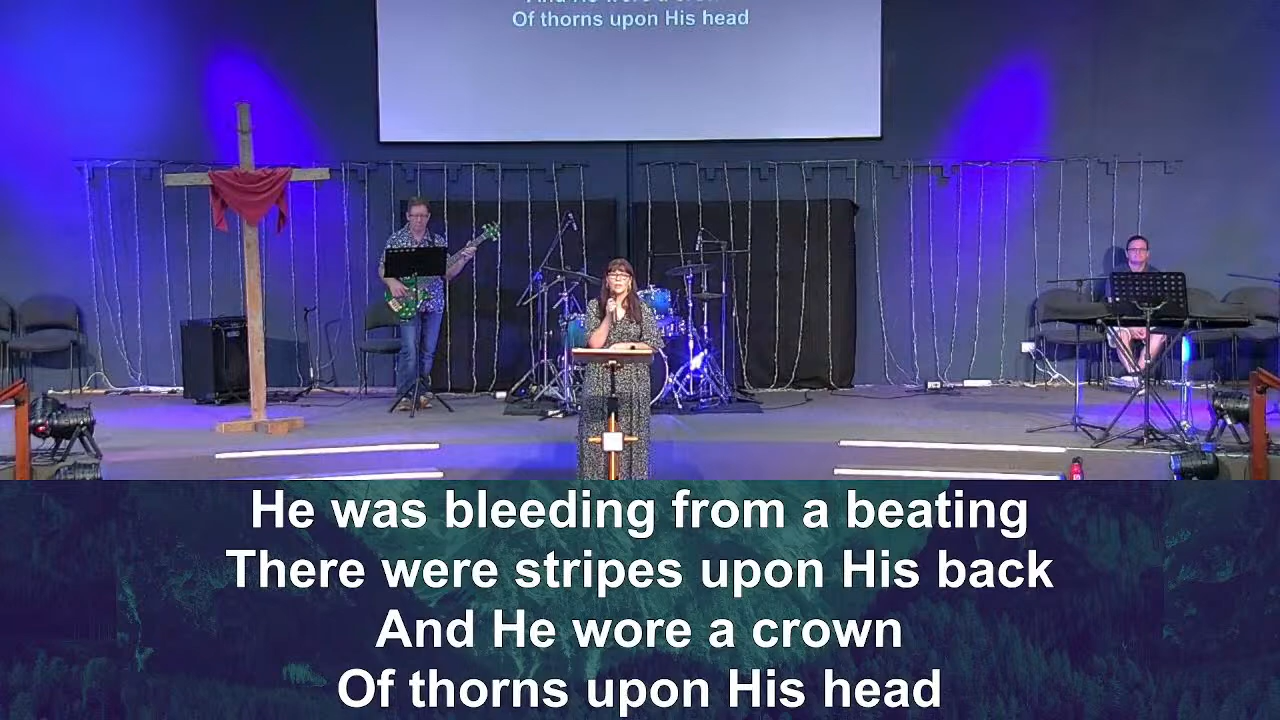 Of thorns upon His head
He was bleeding from a beating
There were stripes upon His back
And He wore a crown
Of thorns upon His head